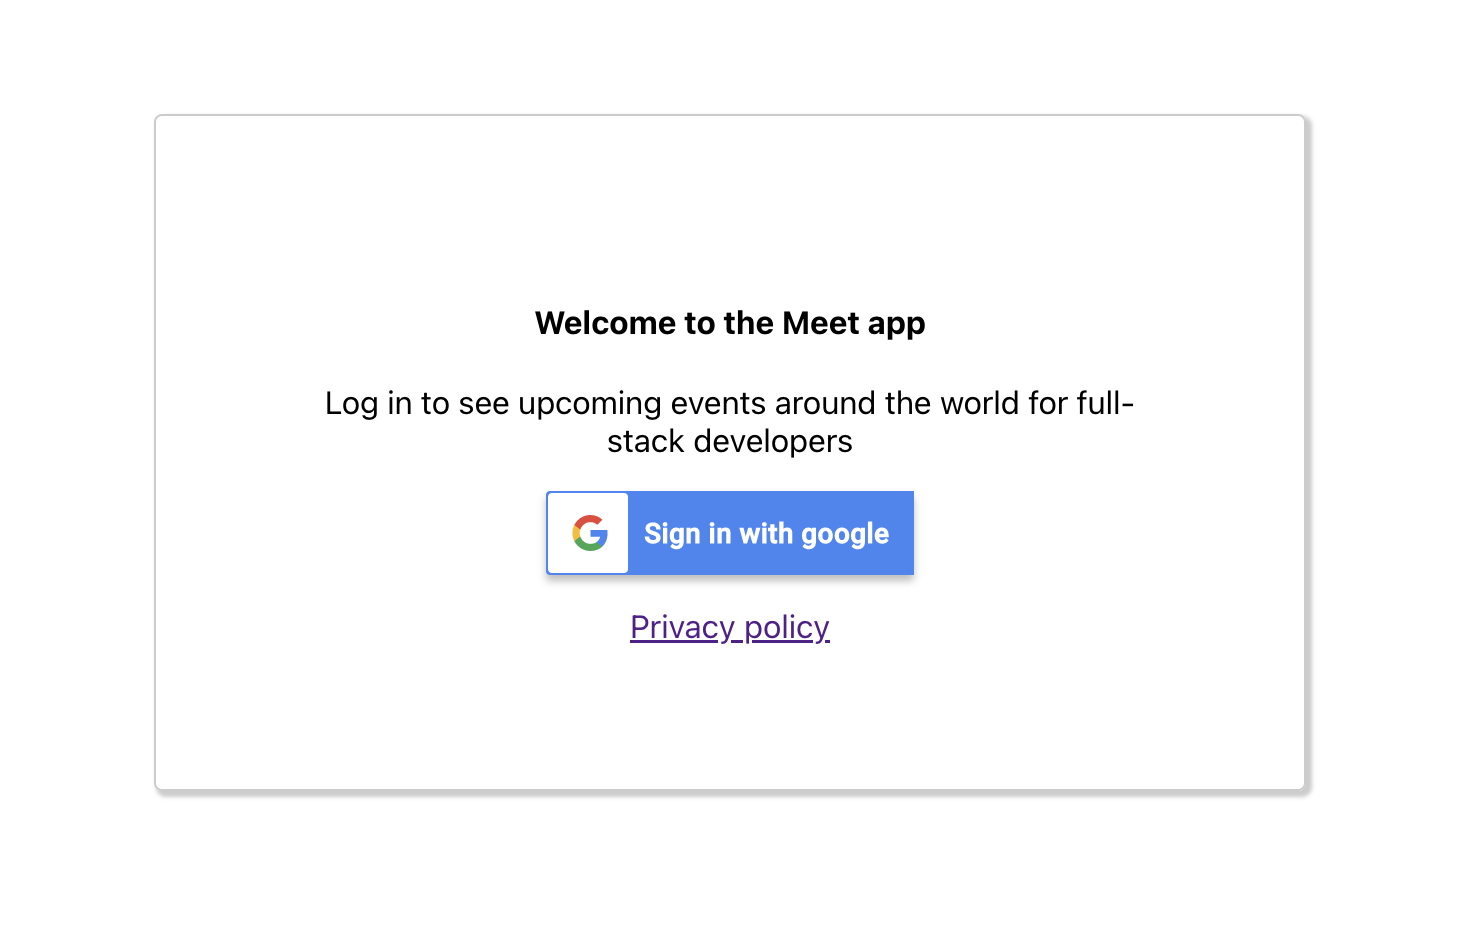 Welcome to the Meet app
Log in to see upcoming events around the world for full-
stack developers
Sign in with google
Privacy policy